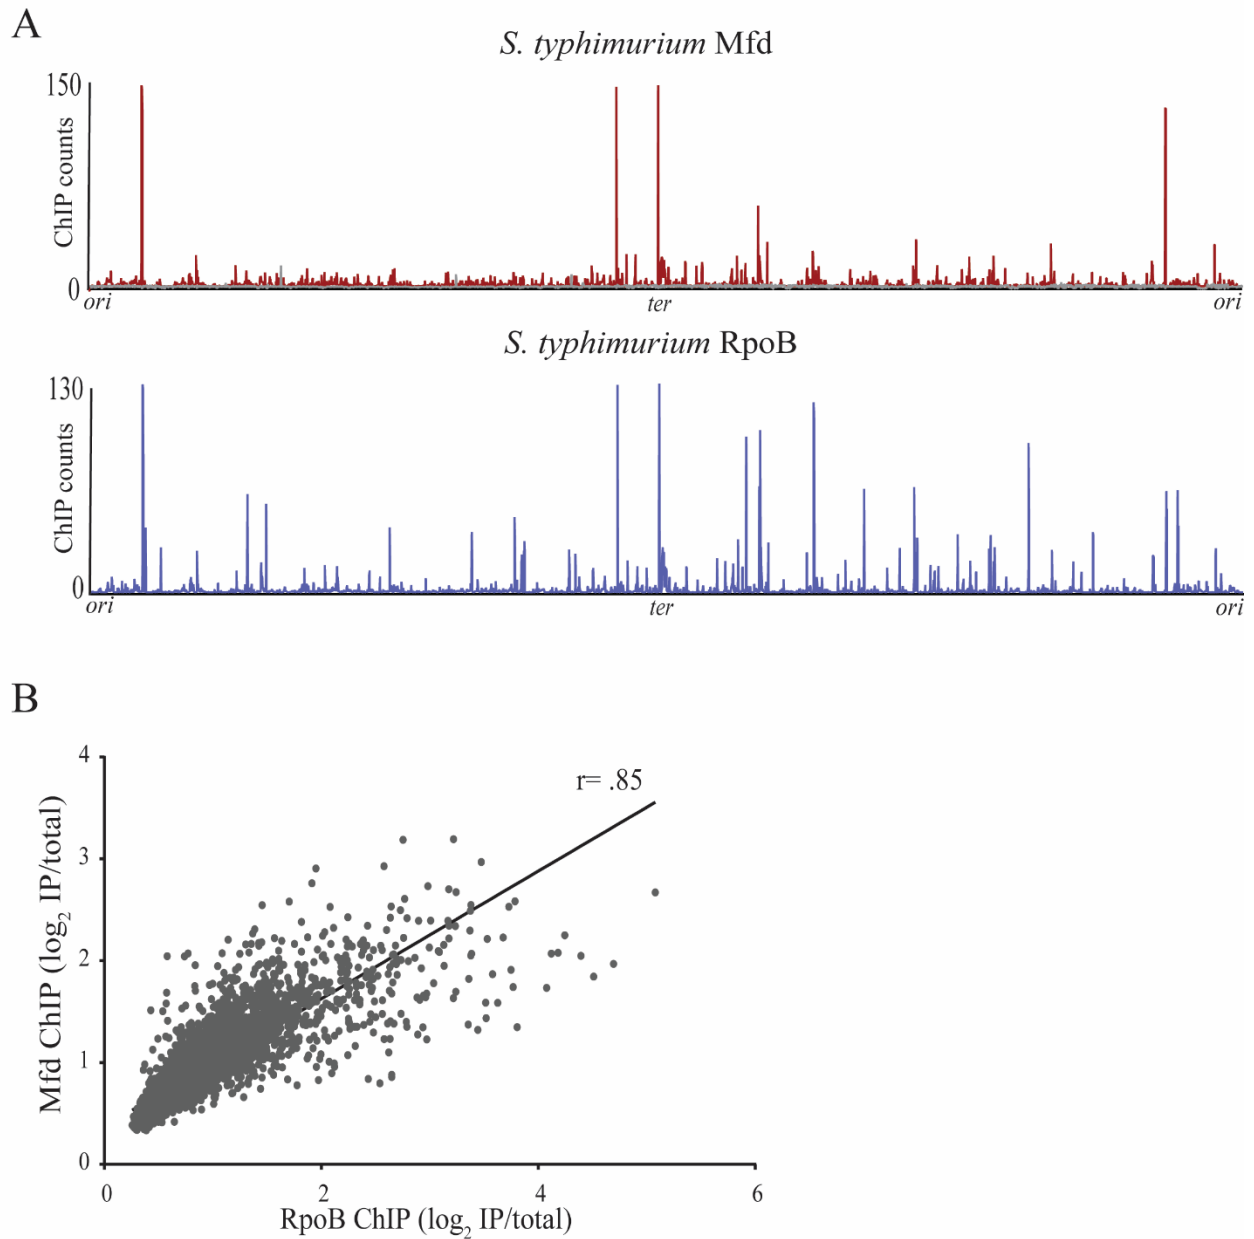 A
S. typhimurium Mfd
150
ChIP counts
0
ori ter ori
S. typhimurium RpoB
130
ChIP counts
0
ori ter ori
B
4
r= .85
3
Mfd ChIP (log₂ IP/total)
2
1
0
0 2 4 6
RpoB ChIP (log₂ IP/total)